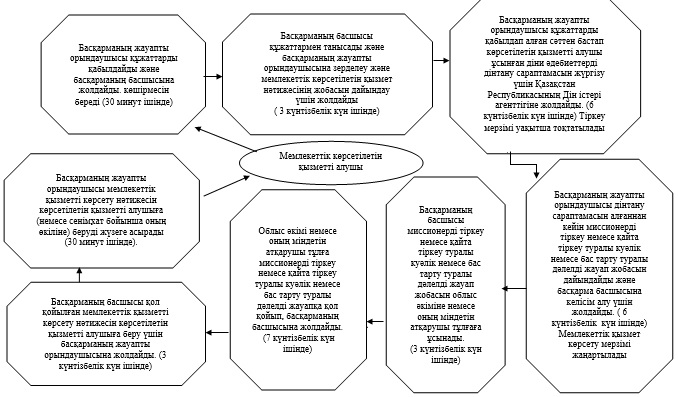 Басқарманың жауапты
орындаушысы құжаттарды
қабылдайды және
басқарманың басшысына
жолдайды. көшірмесін
береді (30 минут ішінде)
Басқарманың басшысы
құжаттармен танысады және
басқарманың жауапты
орындаушысына зерделеу және
мемлекеттік көрсетілетін қызмет
нәтижесінің жобасын дайындау
үшін жолдайды
( 3 күнтізбелік күн ішінде)
Басқарманың жауапты
орындаушысы құжаттарды
қабылдап алған сәттен бастап
көрсетілетін қызметті алушы
ұсынған діни әдебиеттерді
дінтану сараптамасын жүргізу
үшін Қазақстан
Республикасының Дін істері
агенттігіне жолдайды. (6
күнтізбелік күн ішінде) Тіркеу
мерзімі уақытша тоқтатылады
Мемлекеттік көрсетілетін
қызметті алушы
Басқарманың жауапты
орындаушысы мемлекеттік
қызметті көрсету нәтижесін
көрсетілетін қызметті алушыға
(немесе сенімхат бойынша оның
өкіліне) беруді жүзеге асырады
(30 минут ішінде).
Басқарманың жауапты
орындаушысы дінтану
сараптамасын алғаннан
кейін миссионерді
тіркеу немесе қайта
тіркеу туралы куәлік
немесе бас тарту туралы
дәлелді жауап жобасын
дайындайды және
басқарма басшысына
келісім алу үшін
жолдайды. ( 6
күнтізбелік күн ішінде)
Мемлекеттік қызмет
көрсету мерзімі
жаңартылады
Басқарманың
басшысы
миссионерді тіркеу
немесе қайта тіркеу
туралы куәлік
немесе бас тарту
туралы дәлелді
жауап жобасын
облыс әкіміне немесе
оның міндетін
атқарушы тұлғаға
ұсынады.
(3 күнтізбелік күн
ішінде)
Облыс әкімі немесе
оның міндетін
атқарушы тұлға
миссионерді тіркеу
немесе қайта тіркеу
туралы куәлік немесе
бас тарту туралы
дәлелді жауапқа қол
қойып, басқарманың
басшысына жолдайды.
(7 күнтізбелік күн
ішінде)
Басқарманың басшысы қол
қойылған мемлекеттік қызметті
көрсету нәтижесін көрсетілетін
қызметті алушыға беру үшін
басқарманың жауапты
орындаушысына жолдайды. (3
күнтізбелік күн ішінде)